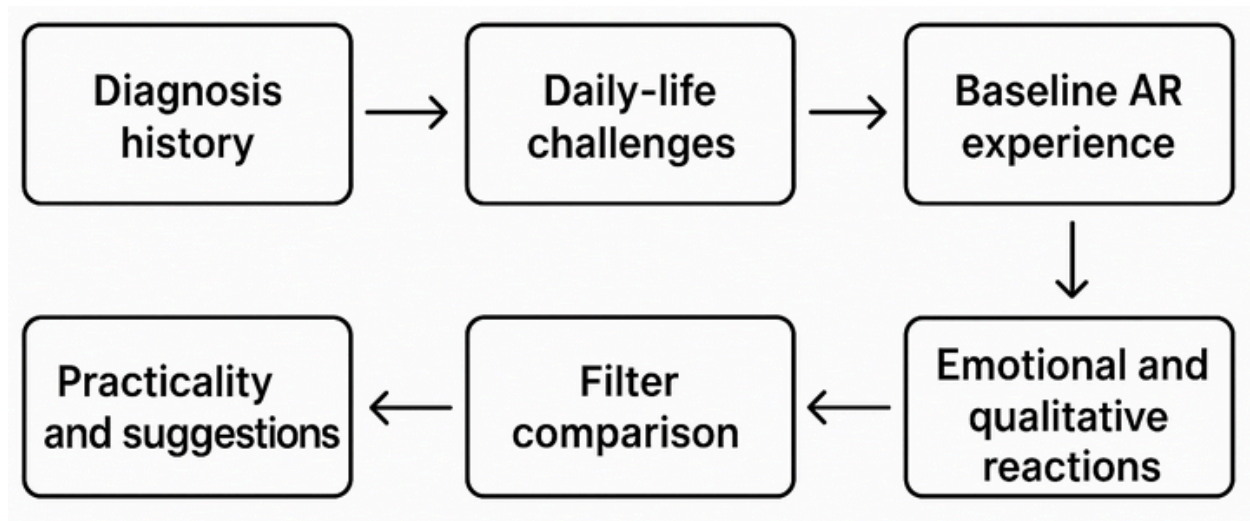 Diagnosis
history
Daily-life
challenges
Baseline AR
experience
Emotional and
qualitative
reactions
Filter
comparison
Practicality
and suggestions